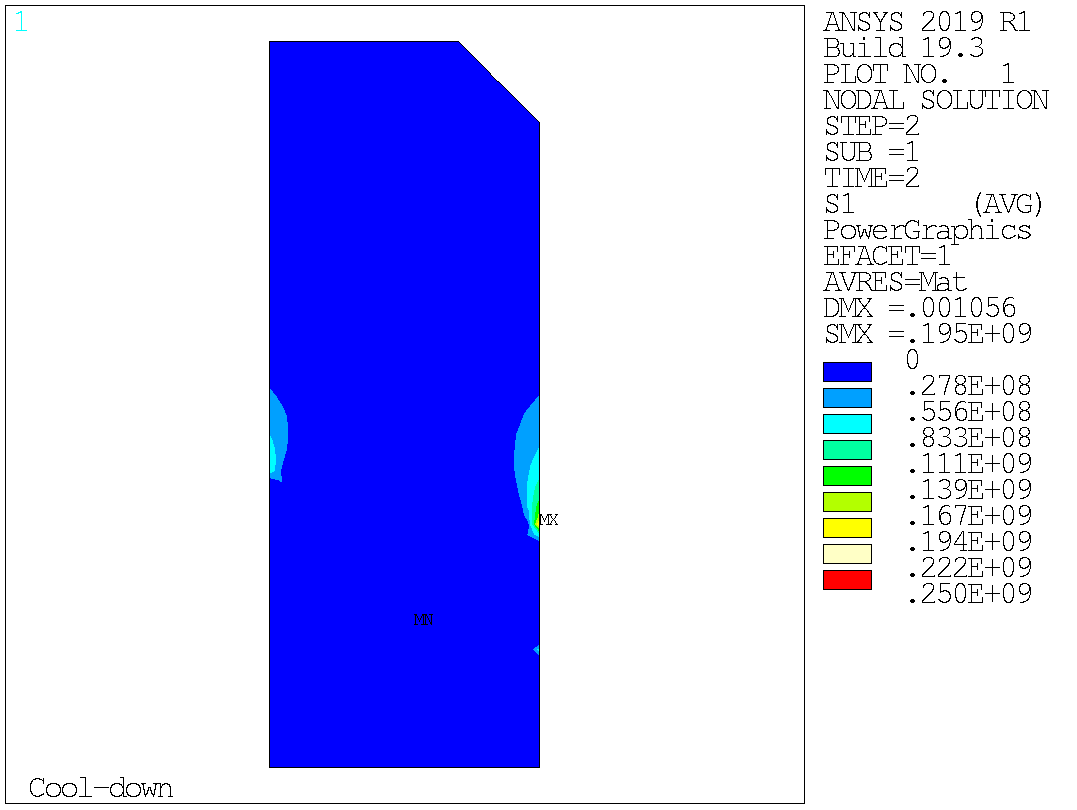 1
ANSYS 2019 R1
Build 19.3
PLOT NO.   1
NODAL SOLUTION
STEP=2
SUB =1
TIME=2
S1       (AVG)
PowerGraphics
EFACET=1
AVRES=Mat
DMX =.001056
SMX =.195E+09
0
.278E+08
.556E+08
.833E+08
.111E+09
.139E+09
.167E+09
.194E+09
.222E+09
.250E+09
MX
MN
Cool-down